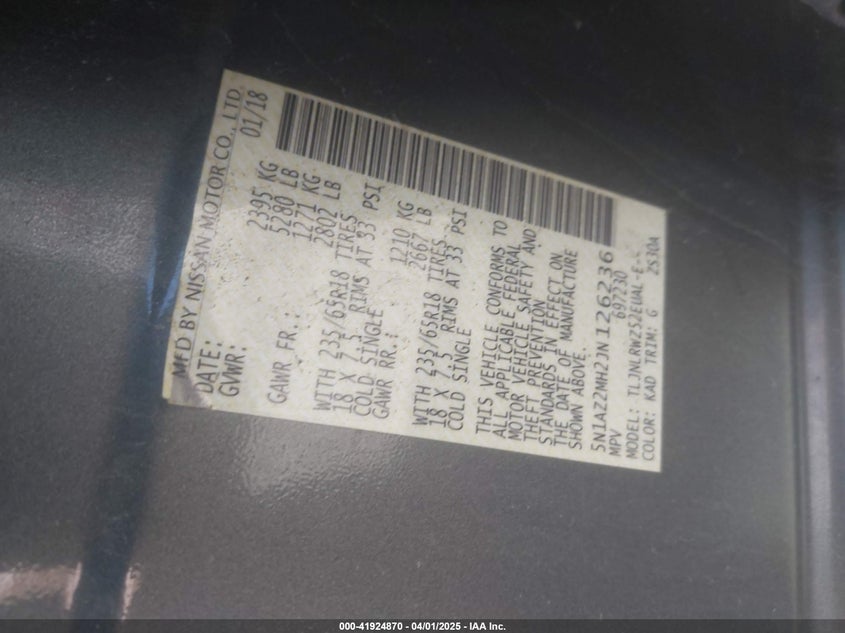 MFD BY NISSAN MOTOR CO., LTD.
DATE: 01/18
GVWR: 2395 KG
5280 LB
GAWR FR.: 1271 KG
2802 LB
WITH 235/65R18 TIRES
18 X 7.5 RIMS AT 33 PSI
COLD SINGLE
GAWR RR.: 1210 KG
2667 LB
WITH 235/65R18 TIRES
18 X 7.5 RIMS AT 33 PSI
COLD SINGLE
THIS VEHICLE CONFORMS TO
ALL APPLICABLE FEDERAL
MOTOR VEHICLE SAFETY AND
THEFT PREVENTION
STANDARDS IN EFFECT ON
THE DATE OF MANUFACTURE
SHOWN ABOVE.
5N1AZ2MH2JN126236
MPV 697230
MODEL:
COLOR: KAD TRIM: G ZS30A
000-41924870 - 04/01/2025 - IAA Inc.